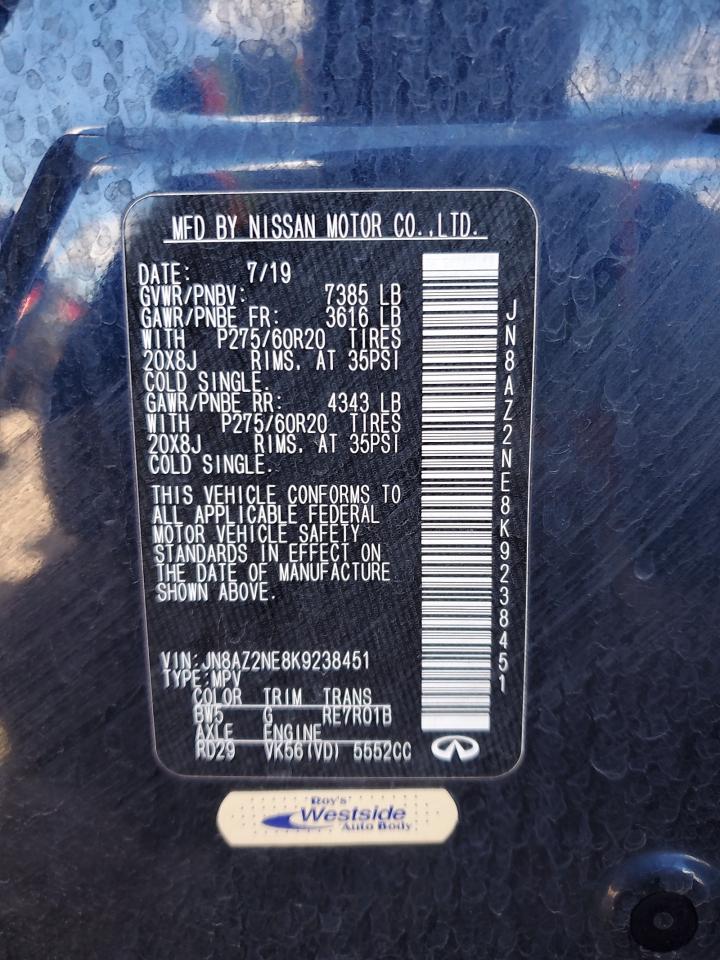 MFD BY NISSAN MOTOR CO.,LTD.
DATE: 7/19
GVWR/PNBV: 7385 LB
GAWR/PNBE FR: 3616 LB
WITH P275/60R20 TIRES
20X8J RIMS. AT 35PSI
COLD SINGLE.
GAWR/PNBE RR: 4343 LB
WITH P275/60R20 TIRES
20X8J RIMS. AT 35PSI
COLD SINGLE.
THIS VEHICLE CONFORMS TO
ALL APPLICABLE FEDERAL
MOTOR VEHICLE SAFETY
STANDARDS IN EFFECT ON
THE DATE OF MANUFACTURE
SHOWN ABOVE.
VIN:JN8AZ2NE8K9238451
TYPE:MPV
COLOR TRIM TRANS
BW5 G RE7R01B
AXLE ENGINE
RD29 VK56(VD) 5552CC
JN8AZ2NE8K9238451
Roy's
Westside
Auto Body